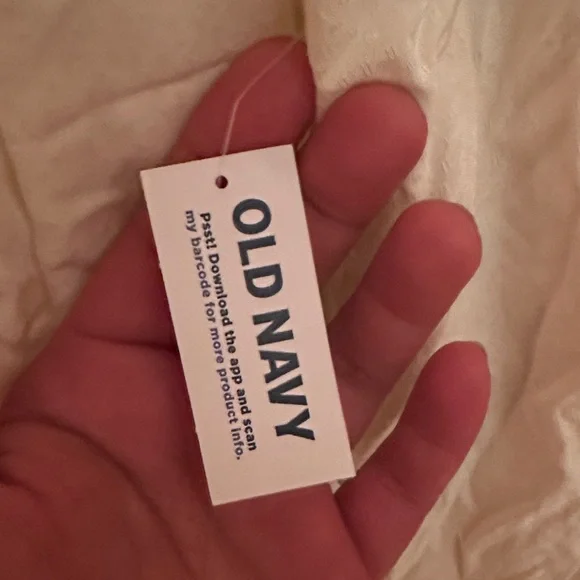 OLD NAVY
Psst! Download the app and scan
my barcode for more product info.